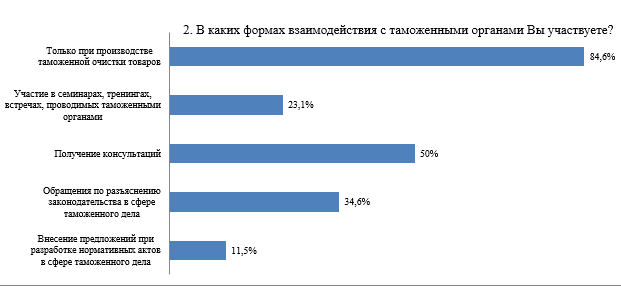 2. В каких формах взаимодействия с таможенными органами Вы участвуете?
Только при производстве
таможенной очистки товаров
84,6%
Участие в семинарах, тренингах,
встречах, проводимых таможенными
органами
23,1%
Получение консультаций
50%
Обращения по разъяснению
законодательства в сфере
таможенного дела
34,6%
Внесение предложений при
разработке нормативных актов
в сфере таможенного дела
11,5%